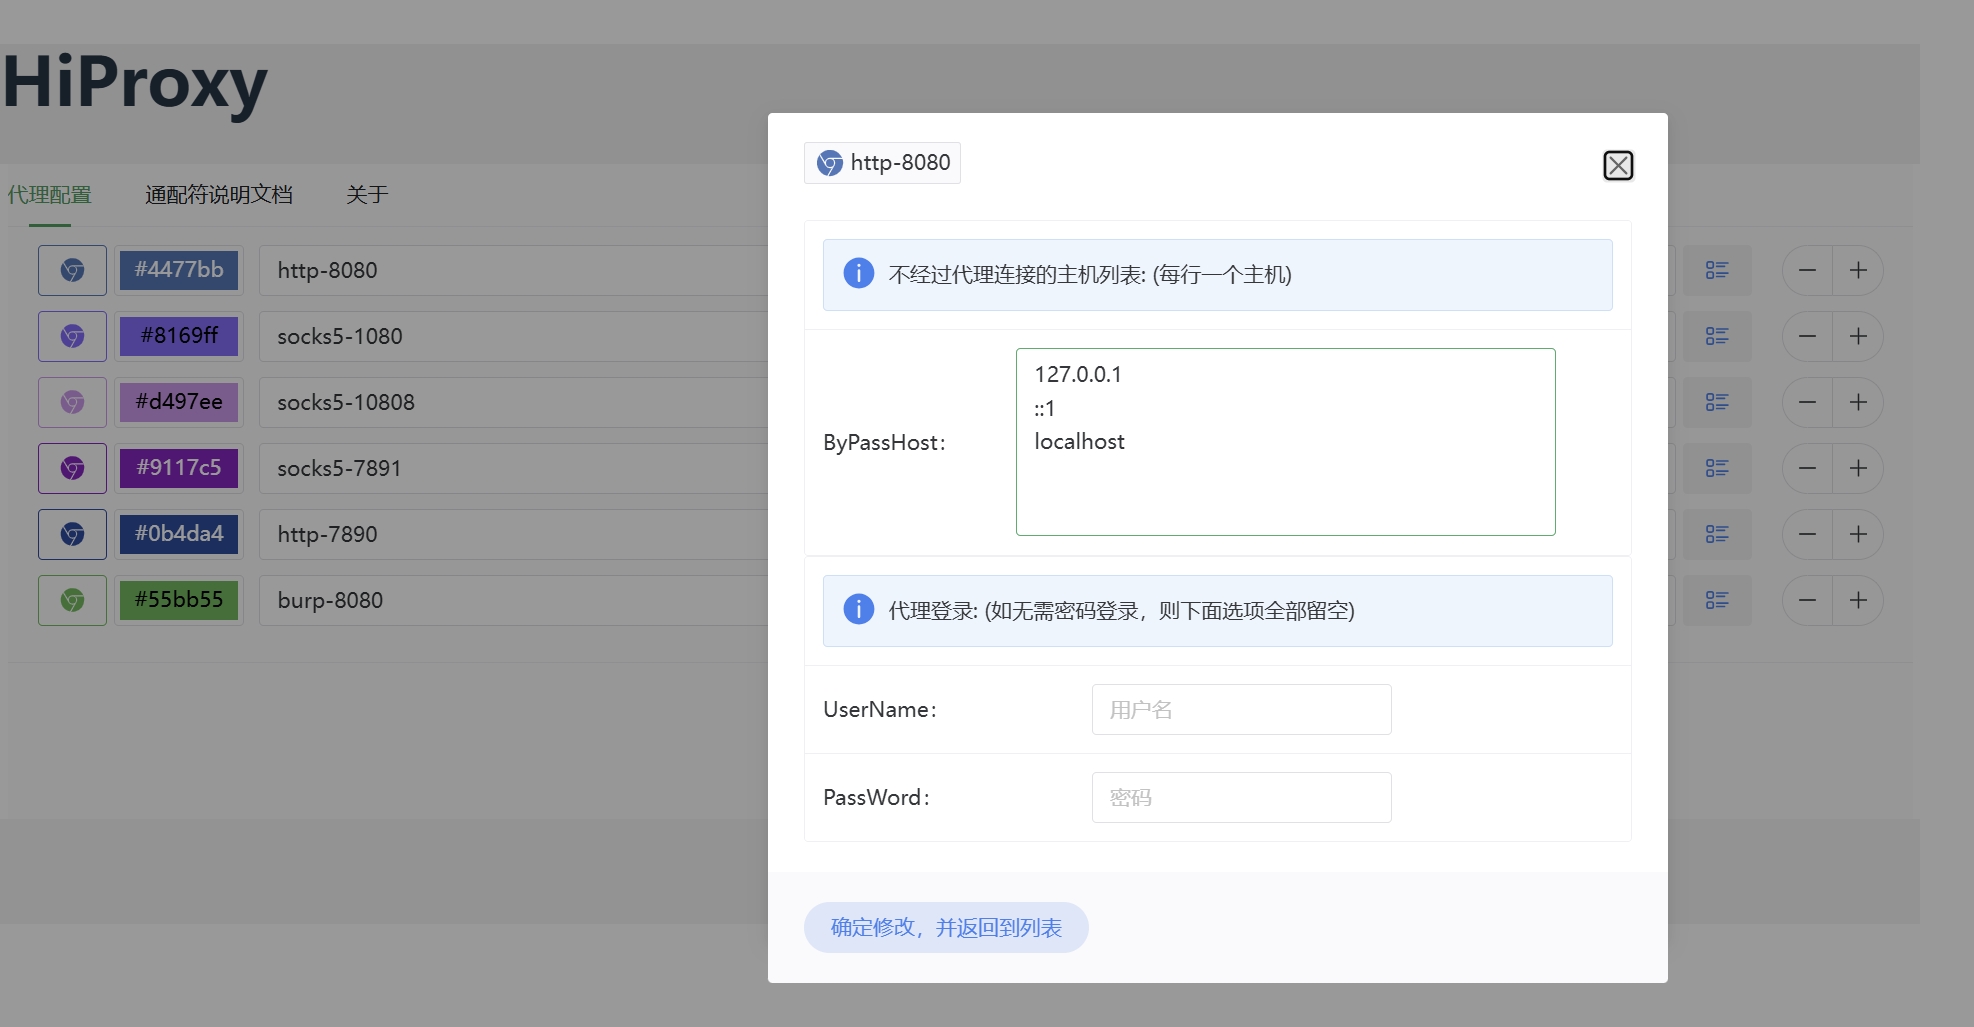 HiProxy
代理配置 通配符说明文档 关于
#4477bb http-8080
#8169ff socks5-1080
#d497ee socks5-10808
#9117c5 socks5-7891
#0b4da4 http-7890
#55bb55 burp-8080
http-8080
不经过代理连接的主机列表: (每行一个主机)
ByPassHost:
127.0.0.1
::1
localhost
代理登录: (如无需密码登录，则下面选项全部留空)
UserName: 用户名
PassWord: 密码
确定修改，并返回到列表